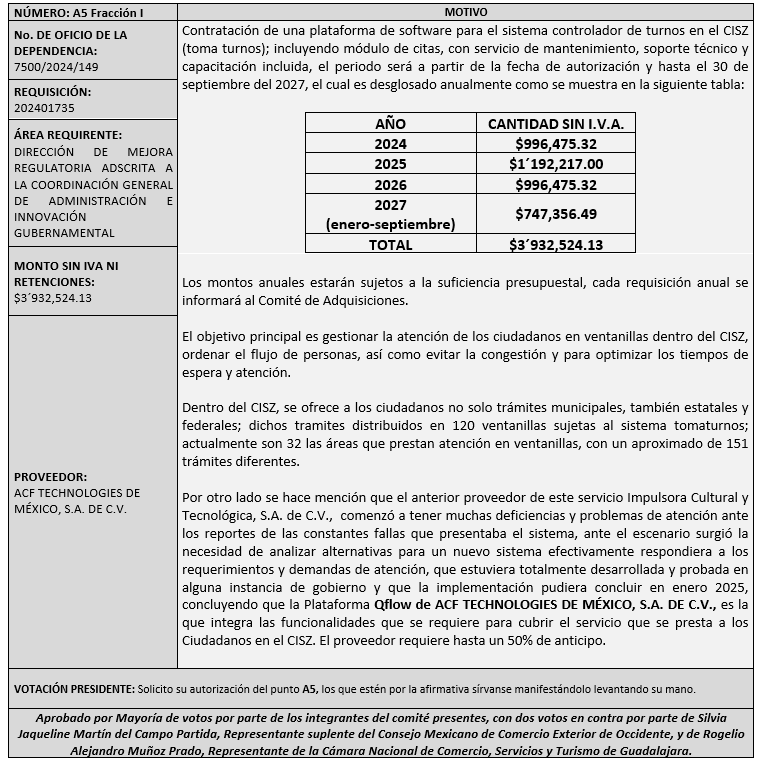 NÚMERO: A5 Fracción I
MOTIVO
No. DE OFICIO DE LA
DEPENDENCIA:
7500/2024/149
REQUISICIÓN:
202401735
ÁREA REQUIRENTE:
DIRECCIÓN DE MEJORA
REGULATORIA ADSCRITA A
LA COORDINACIÓN GENERAL
DE ADMINISTRACIÓN E
INNOVACIÓN
GUBERNAMENTAL
MONTO SIN IVA NI
RETENCIONES:
$3´932,524.13
PROVEEDOR:
ACF TECHNOLOGIES DE
MÉXICO, S.A. DE C.V.
Contratación de una plataforma de software para el sistema controlador de turnos en el CISZ
(toma turnos); incluyendo módulo de citas, con servicio de mantenimiento, soporte técnico y
capacitación incluida, el periodo será a partir de la fecha de autorización y hasta el 30 de
septiembre del 2027, el cual es desglosado anualmente como se muestra en la siguiente tabla:
AÑO CANTIDAD SIN I.V.A.
2024 $996,475.32
2025 $1´192,217.00
2026 $996,475.32
2027
(enero-septiembre) $747,356.49
TOTAL $3´932,524.13
Los montos anuales estarán sujetos a la suficiencia presupuestal, cada requisición anual se
informará al Comité de Adquisiciones.
El objetivo principal es gestionar la atención de los ciudadanos en ventanillas dentro del CISZ,
ordenar el flujo de personas, así como evitar la congestión y para optimizar los tiempos de
espera y atención.
Dentro del CISZ, se ofrece a los ciudadanos no solo trámites municipales, también estatales y
federales; dichos tramites distribuidos en 120 ventanillas sujetas al sistema tomaturnos;
actualmente son 32 las áreas que prestan atención en ventanillas, con un aproximado de 151
trámites diferentes.
Por otro lado se hace mención que el anterior proveedor de este servicio Impulsora Cultural y
Tecnológica, S.A. de C.V., comenzó a tener muchas deficiencias y problemas de atención ante
los reportes de las constantes fallas que presentaba el sistema, ante el escenario surgió la
necesidad de analizar alternativas para un nuevo sistema efectivamente respondiera a los
requerimientos y demandas de atención, que estuviera totalmente desarrollada y probada en
alguna instancia de gobierno y que la implementación pudiera concluir en enero 2025,
concluyendo que la Plataforma Qflow de ACF TECHNOLOGIES DE MÉXICO, S.A. DE C.V., es la
que integra las funcionalidades que se requiere para cubrir el servicio que se presta a los
Ciudadanos en el CISZ. El proveedor requiere hasta un 50% de anticipo.
VOTACIÓN PRESIDENTE: Solicito su autorización del punto A5, los que estén por la afirmativa sírvanse manifestándolo levantando su mano.
Aprobado por Mayoría de votos por parte de los integrantes del comité presentes, con dos votos en contra por parte de Silvia
Jaqueline Martín del Campo Partida, Representante suplente del Consejo Mexicano de Comercio Exterior de Occidente, y de Rogelio
Alejandro Muñoz Prado, Representante de la Cámara Nacional de Comercio, Servicios y Turismo de Guadalajara.